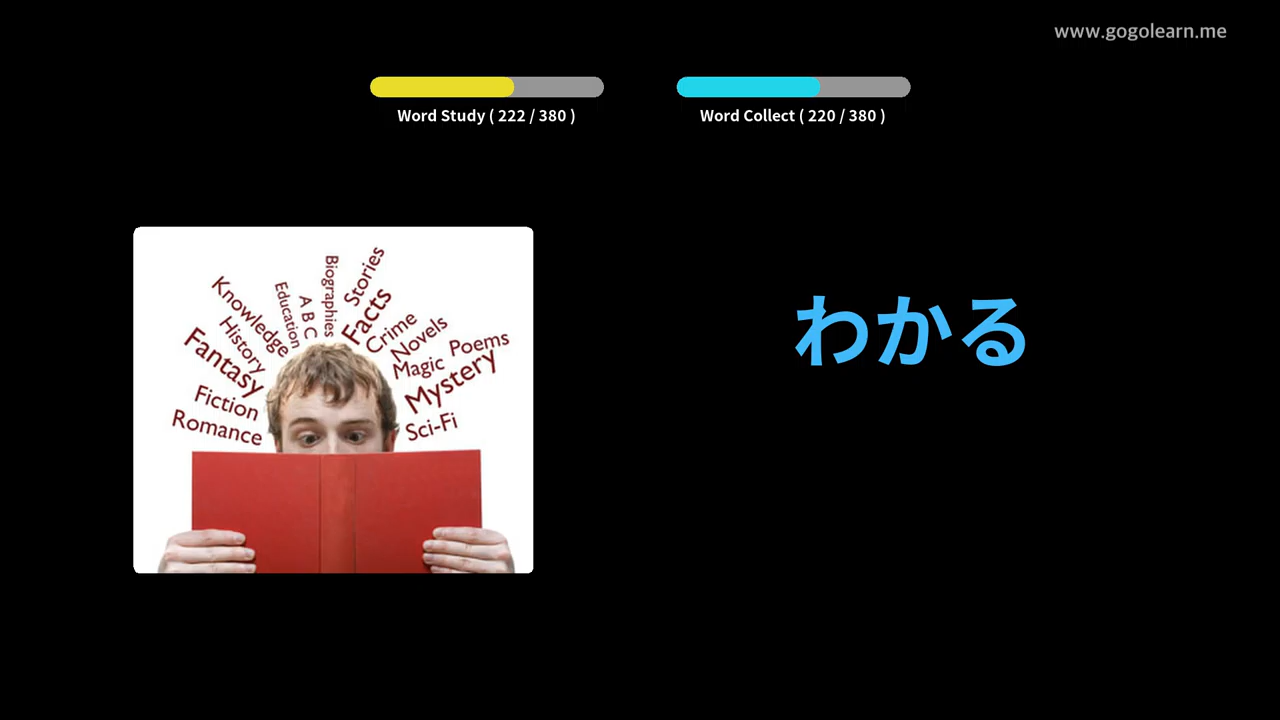 www.gogolearn.me
Word Study ( 222 / 380 )
Word Collect ( 220 / 380 )
Biographies
Stories
Knowledge
Education
A B C
Facts
History
Crime
Novels
Fantasy
Magic
Poems
Mystery
Fiction
Romance
Sci-Fi
わかる